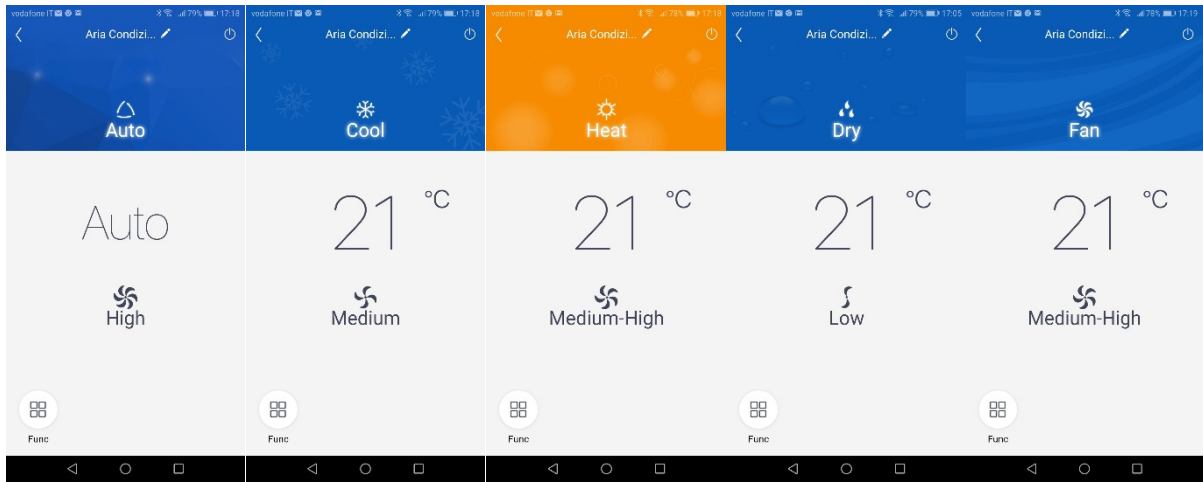 vodafone IT 79% 17:18
Aria Condizi...
Auto
Auto
High
Func
vodafone IT 79% 17:18
Aria Condizi...
Cool
21 °C
Medium
Func
vodafone IT 78% 17:18
Aria Condizi...
Heat
21 °C
Medium-High
Func
vodafone IT 79% 17:05
Aria Condizi...
Dry
21 °C
Low
Func
vodafone IT 78% 17:19
Aria Condizi...
Fan
21 °C
Medium-High
Func